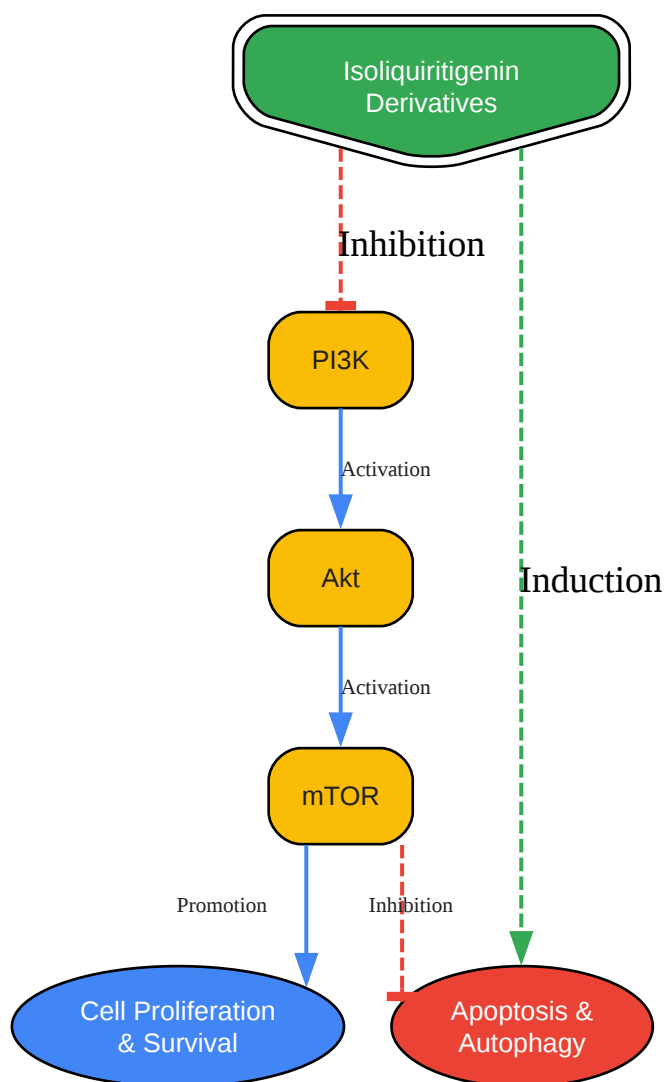 Isoliquiritigenin
Derivatives
Inhibition
PI3K
Activation
Akt
Induction
Activation
mTOR
Promotion
Inhibition
Cell Proliferation
& Survival
Apoptosis &
Autophagy